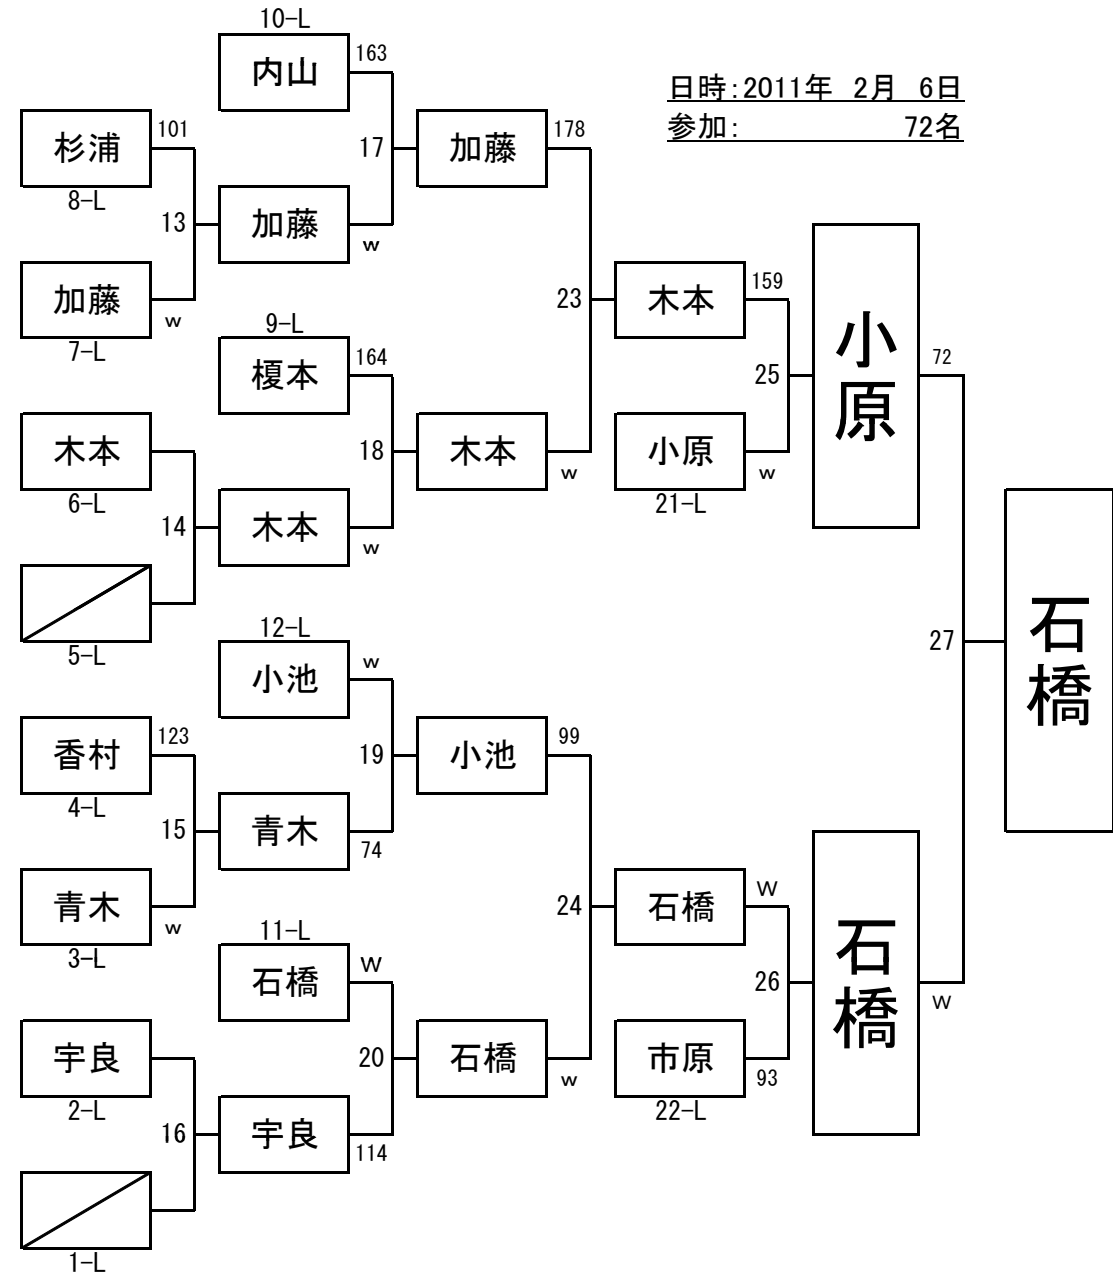 10-L
内山
163
日時:2011年 2月 6日
参加: 72名
杉浦
101
8-L
17
加藤
178
13
加藤
w
加藤
w
7-L
9-L
榎本
164
23
木本
159
小原
72
25
木本
6-L
18
木本
w
小原
w
21-L
14
木本
w
5-L
12-L
小池
w
27
石橋
香村
123
4-L
19
小池
99
15
青木
74
青木
w
3-L
11-L
石橋
W
24
石橋
W
石橋
w
26
宇良
2-L
20
石橋
w
市原
93
22-L
16
宇良
114
1-L